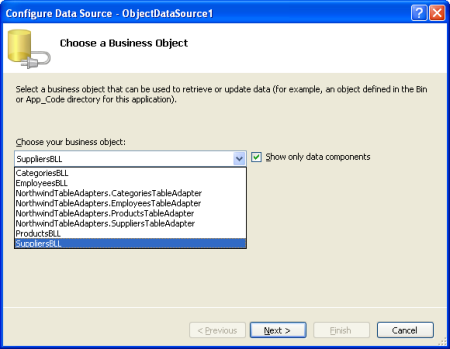 Configure Data Source - ObjectDataSource1
Choose a Business Object
Select a business object that can be used to retrieve or update data (for example, an object defined in the Bin
or App_Code directory for this application).
Choose your business object:
SuppliersBLL
Show only data components
CategoriesBLL
EmployeesBLL
NorthwindTableAdapters.CategoriesTableAdapter
NorthwindTableAdapters.EmployeesTableAdapter
NorthwindTableAdapters.ProductsTableAdapter
NorthwindTableAdapters.SuppliersTableAdapter
ProductsBLL
SuppliersBLL
< Previous
Next >
Finish
Cancel